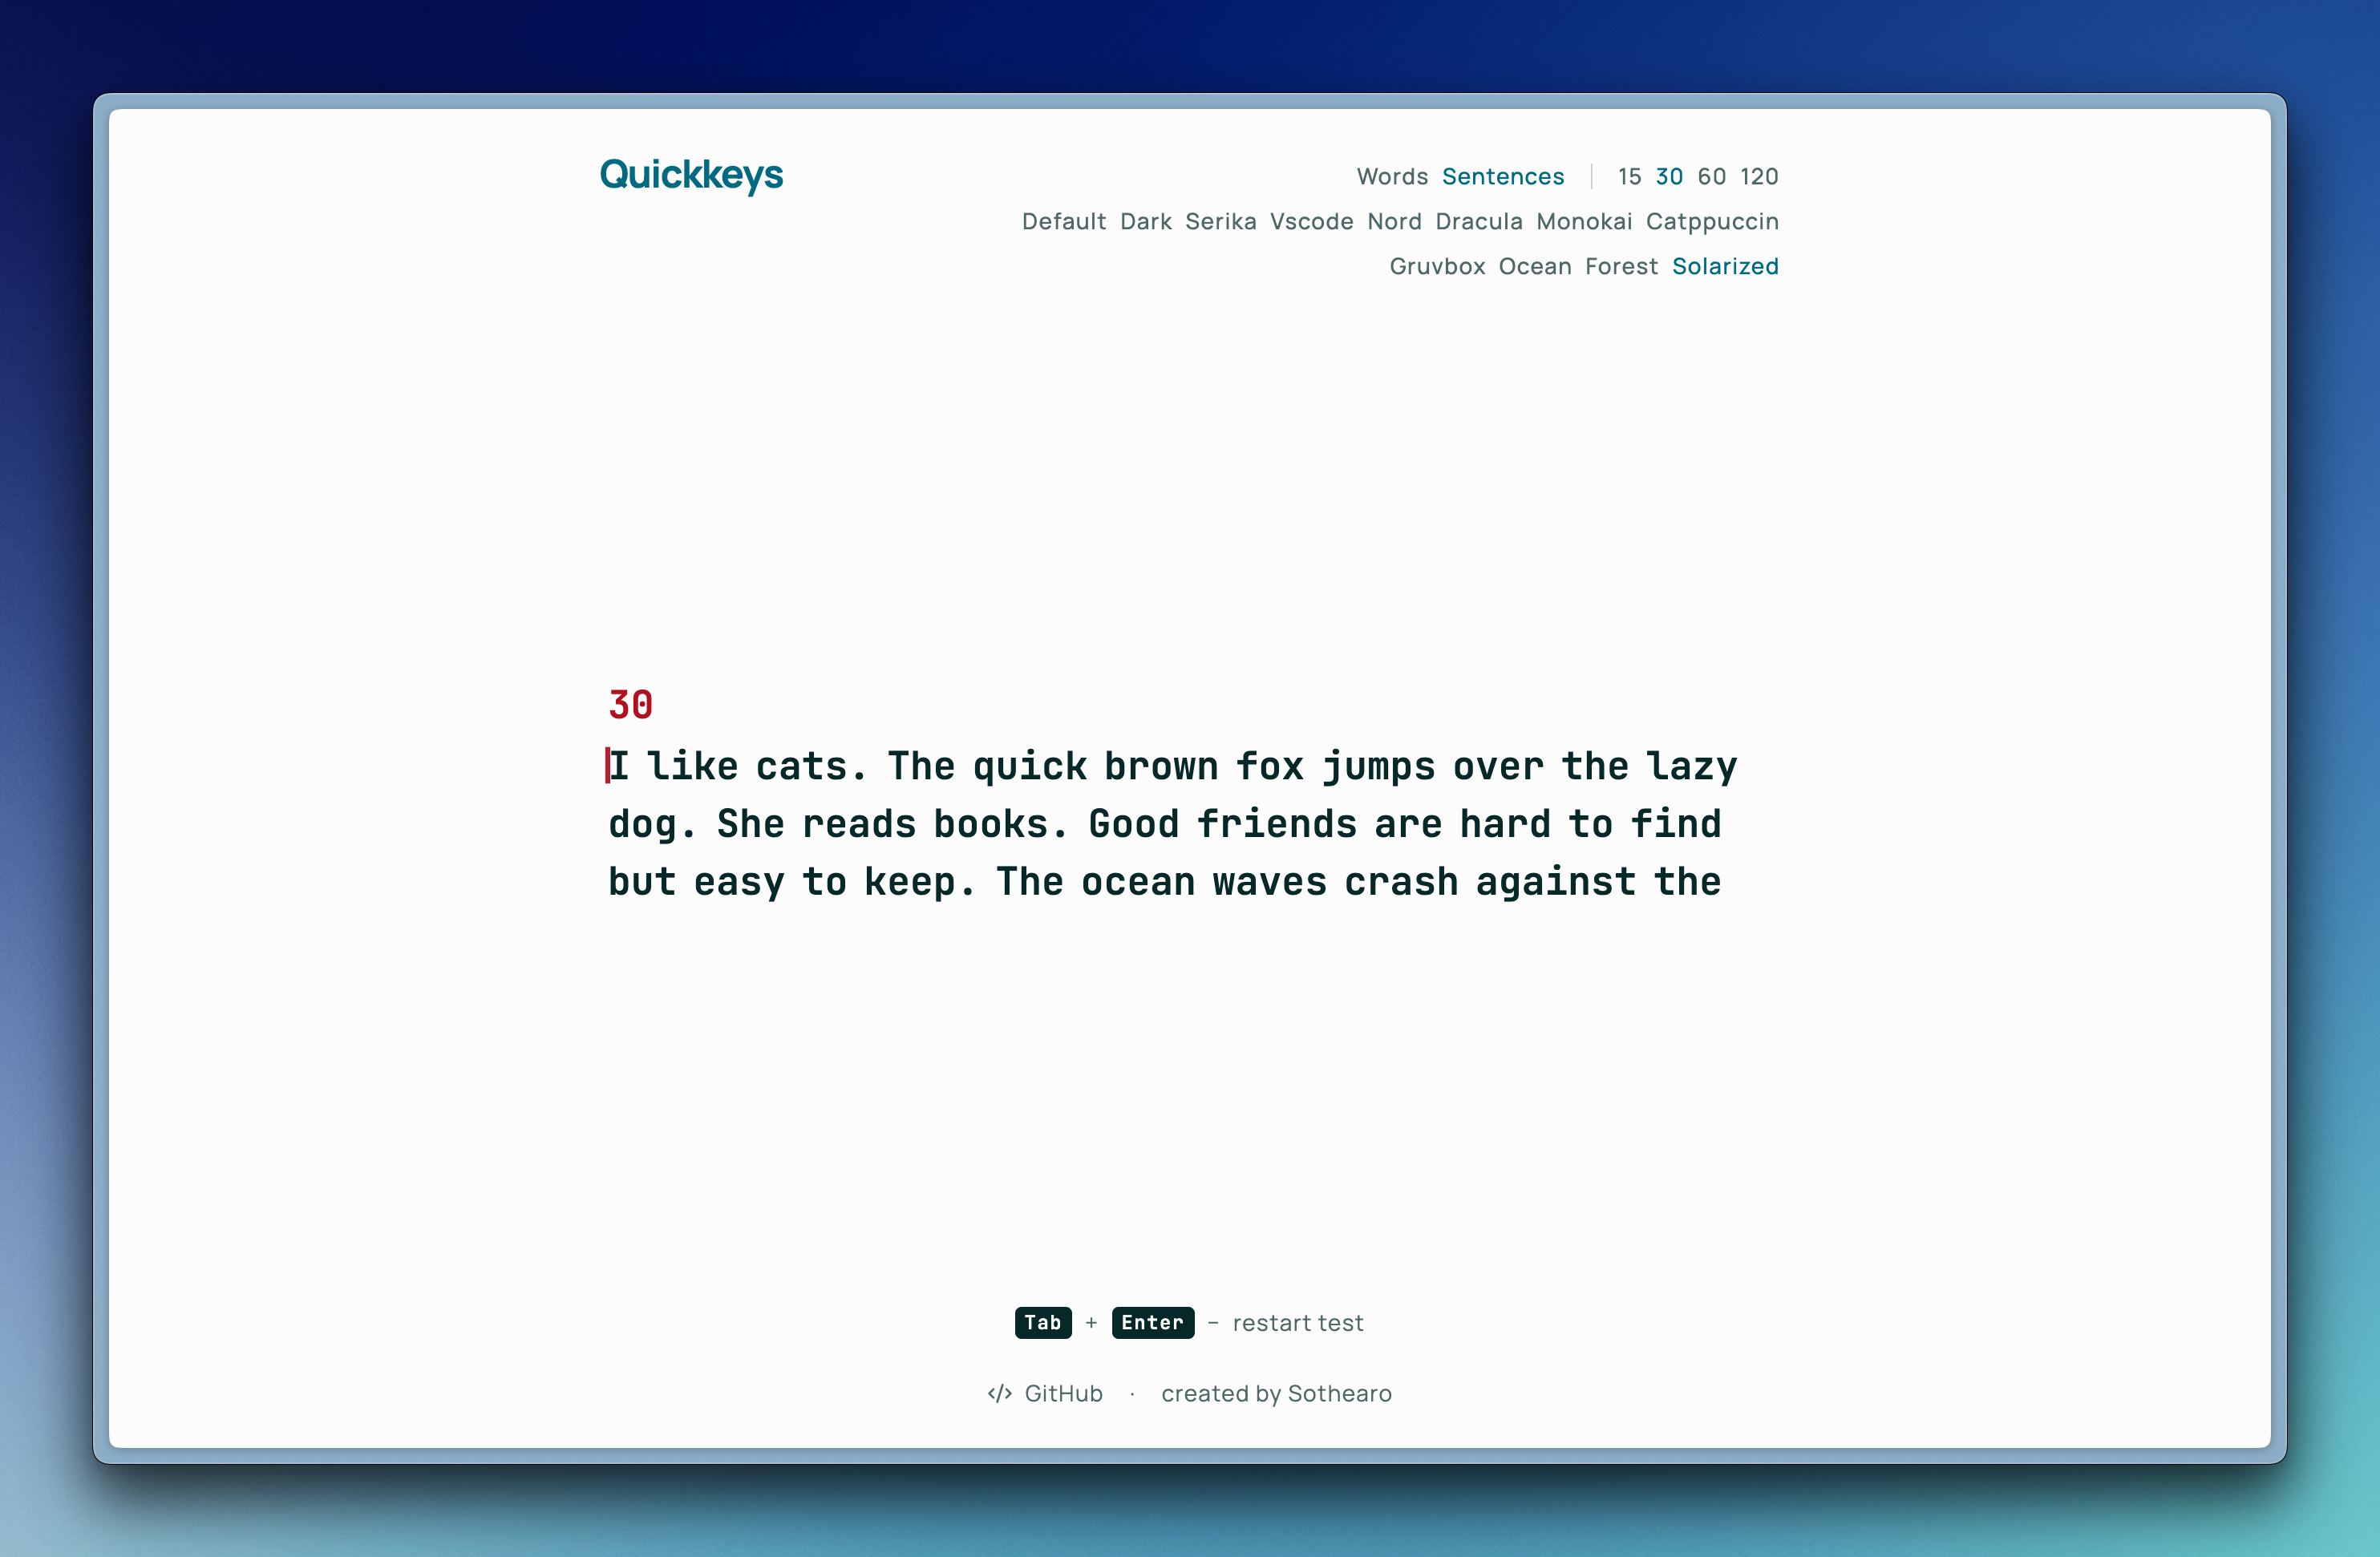 Quickkeys
Words Sentences 15 30 60 120
Default Dark Serika Vscode Nord Dracula Monokai Catppuccin
Gruvbox Ocean Forest Solarized
30
I like cats. The quick brown fox jumps over the lazy
dog. She reads books. Good friends are hard to find
but easy to keep. The ocean waves crash against the
Tab + Enter - restart test
</> GitHub · created by Sothearo